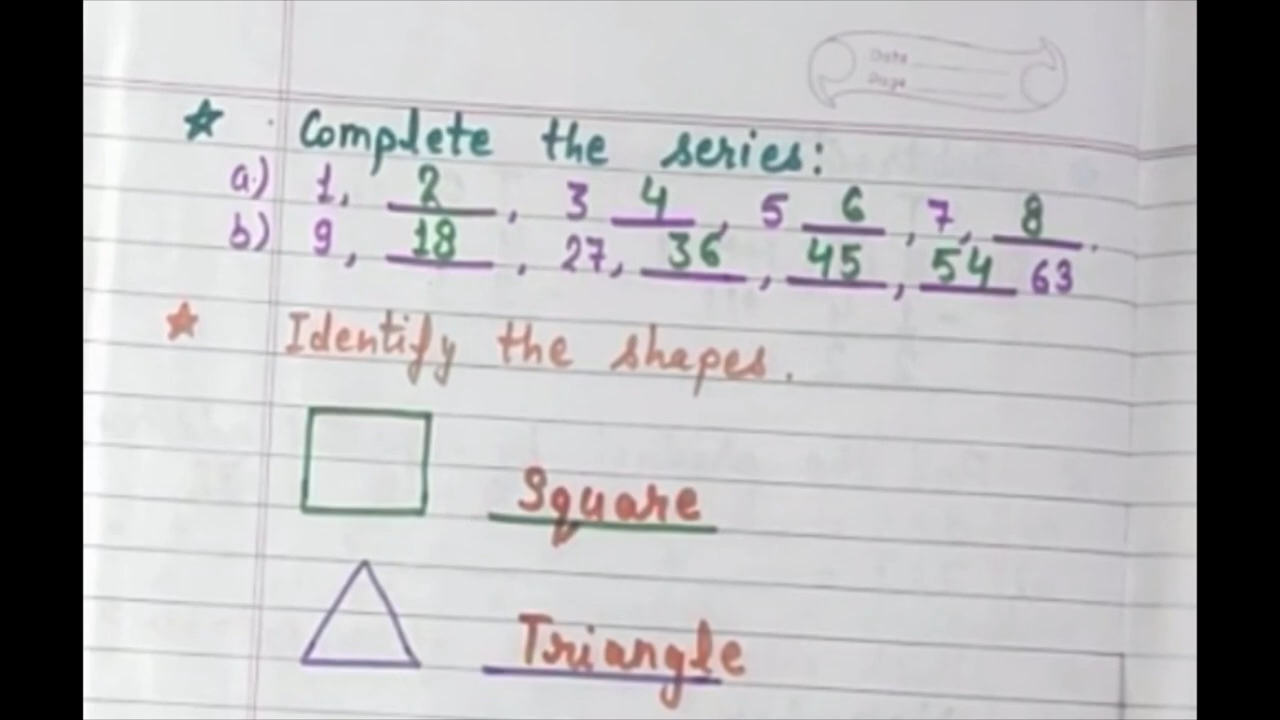 Date
Page
Complete the series:
a.) 1, 2, 3 4, 5 6, 7, 8.
b) 9, 18, 27, 36, 45, 54 63
Identify the shapes.
Square
Triangle